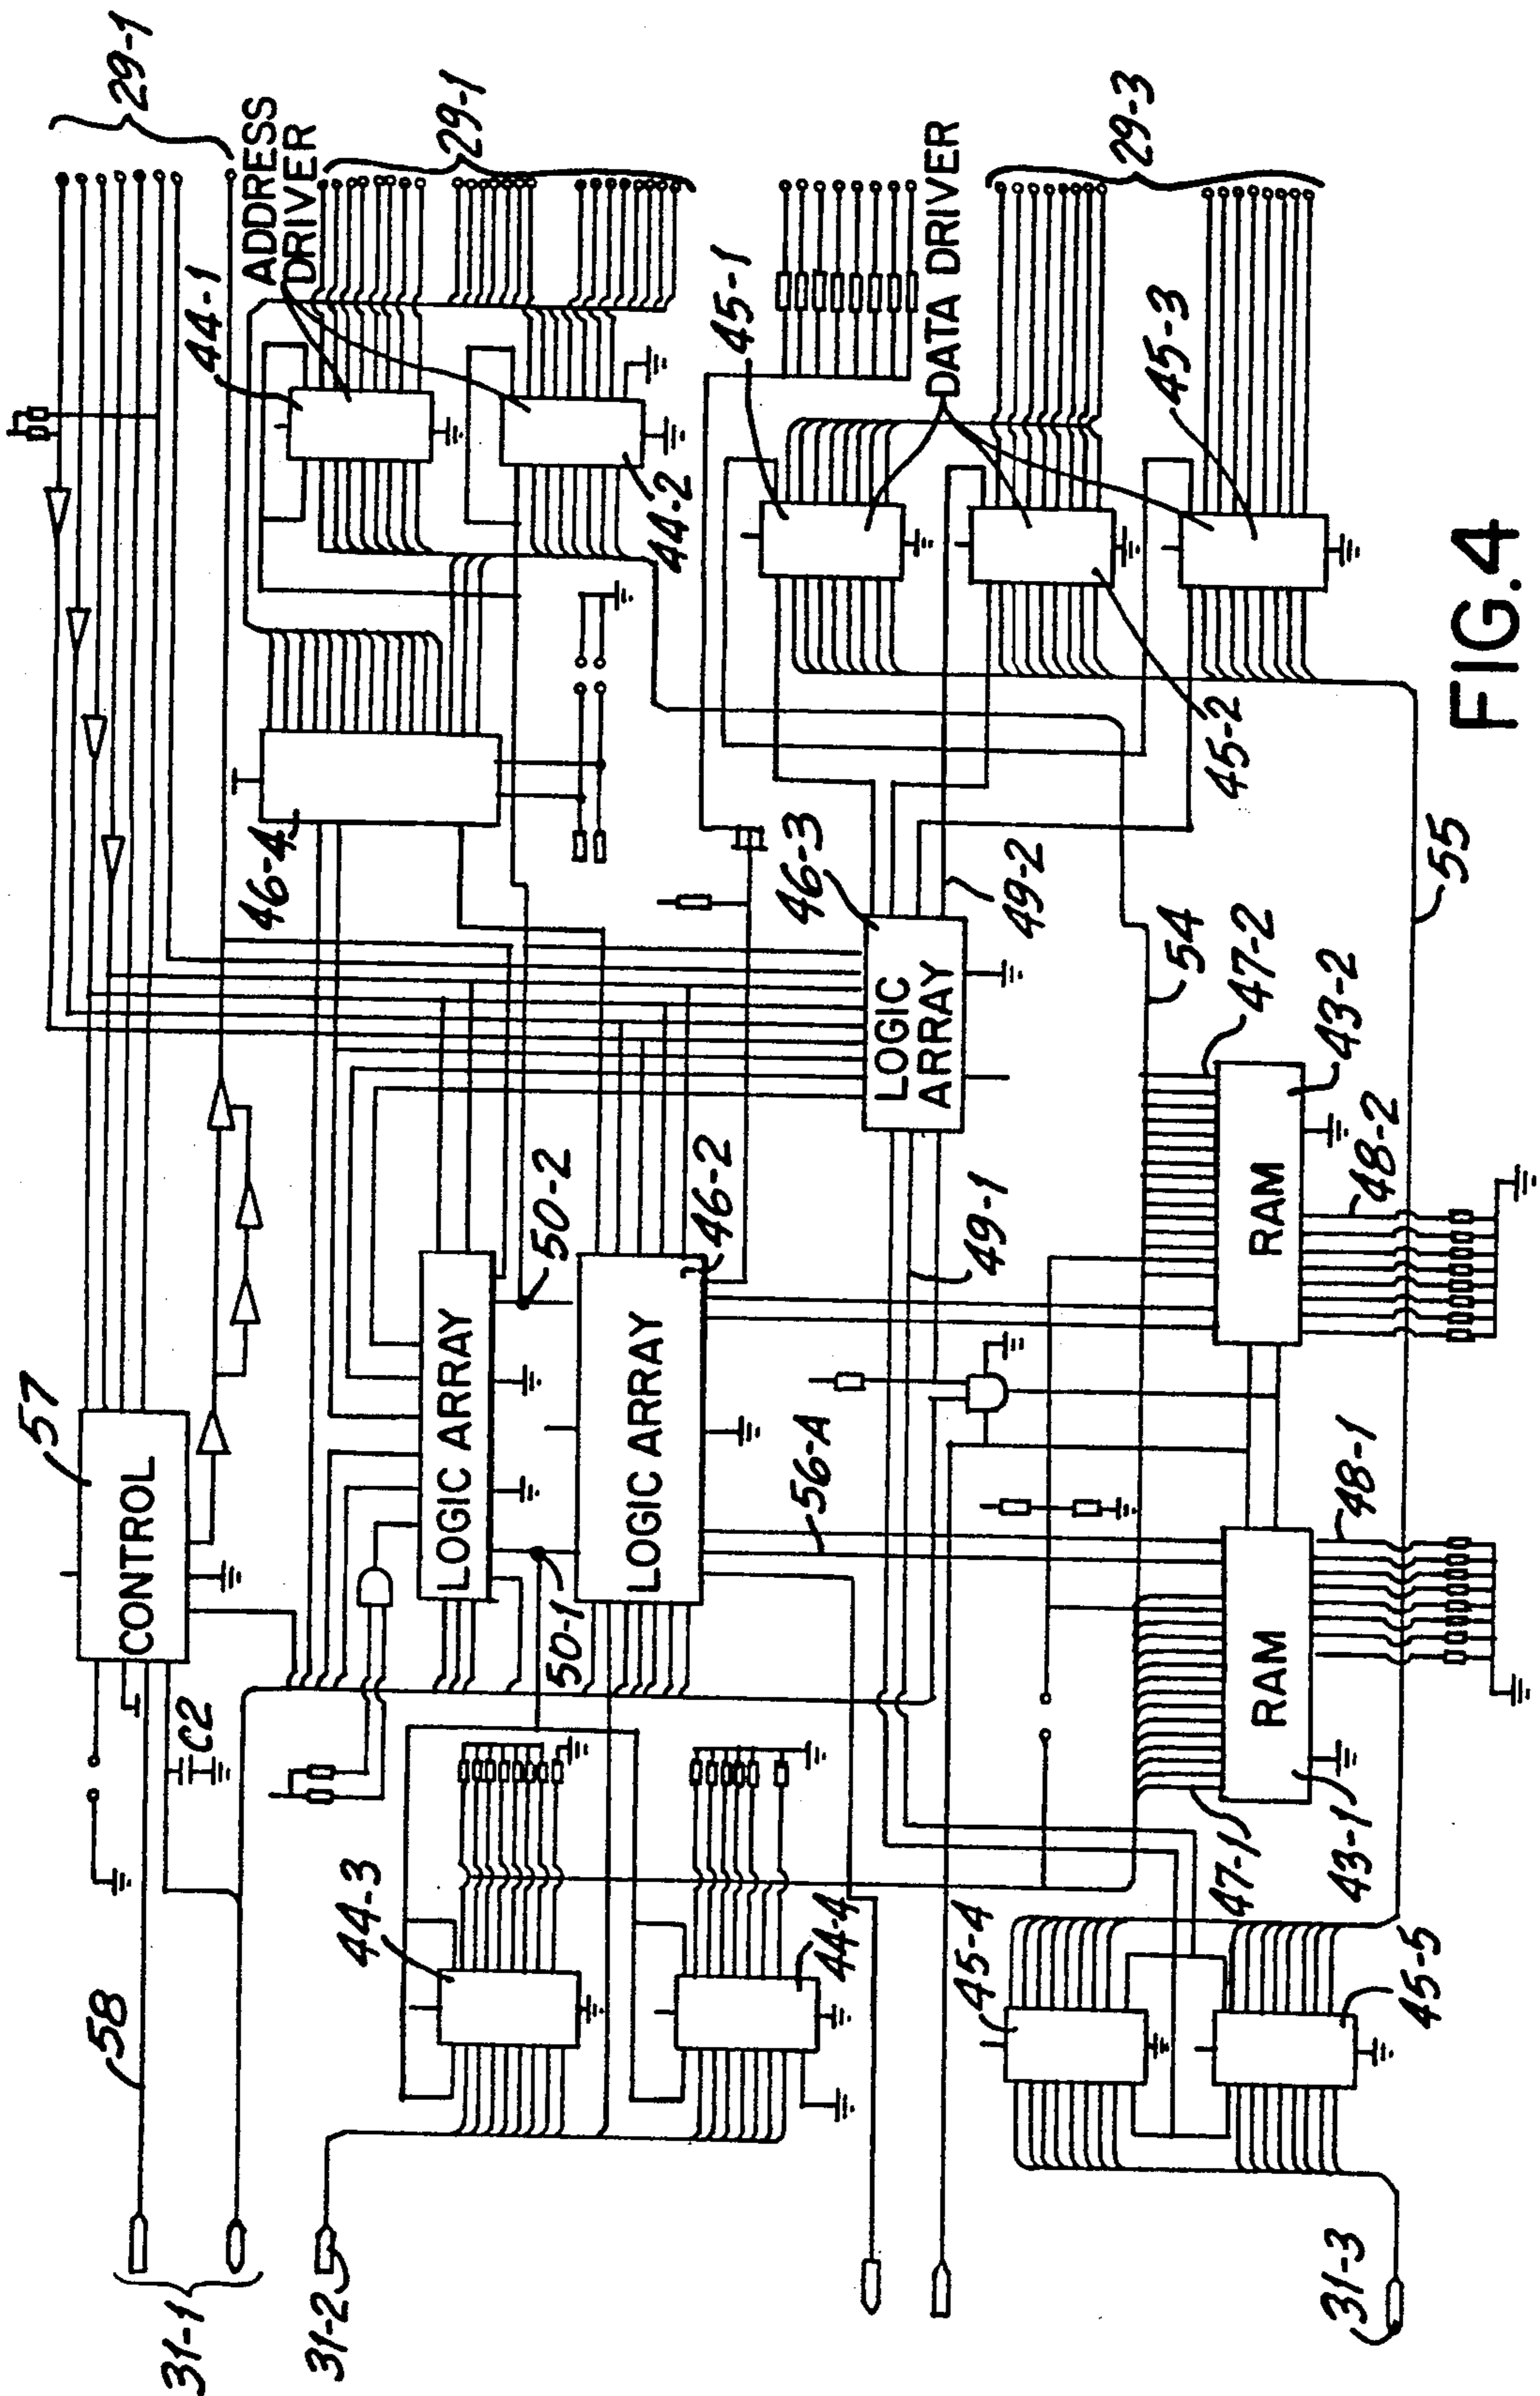 29-1
57
CONTROL
58
31-1
C2
ADDRESS
DRIVER
29-1
44-1
44-2
46-4
50-2
LOGIC ARRAY
50-1
LOGIC ARRAY
46-2
44-3
44-4
31-2
45-1
DATA DRIVER
29-3
45-3
45-2
46-3
49-2
LOGIC
ARRAY
49-1
56-A
54
47-2
43-2
RAM
48-2
48-1
RAM
47-1
43-1
45-4
45-5
55
31-3
FIG.4